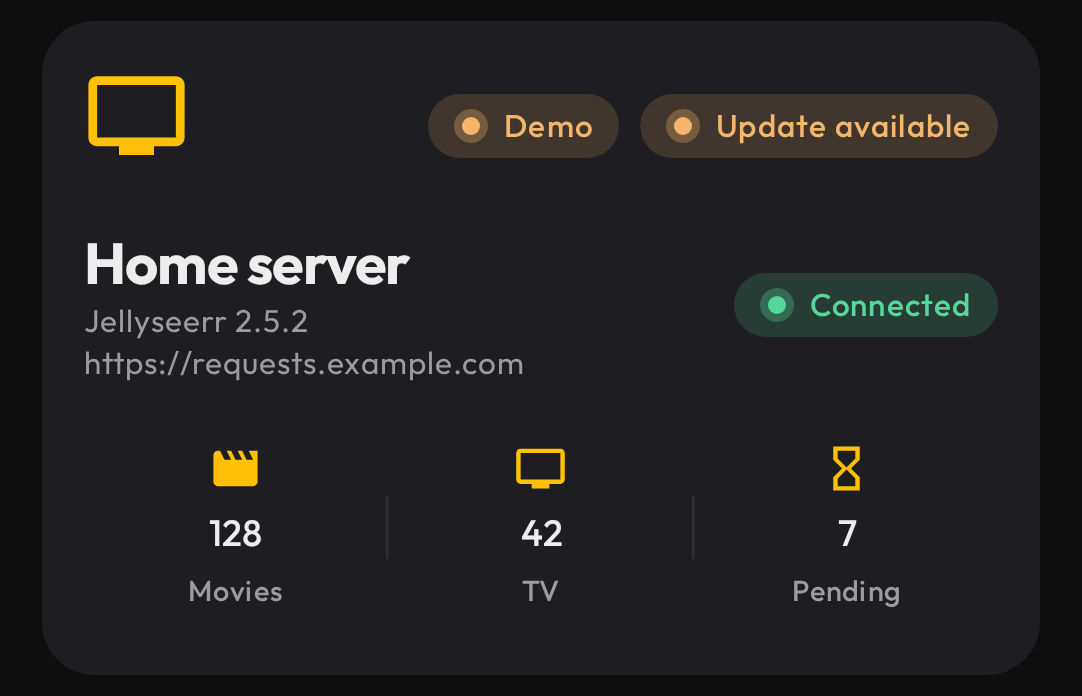 Demo
Update available
Home server
Connected
Jellyseerr 2.5.2
https://requests.example.com
128
42
7
Movies
TV
Pending